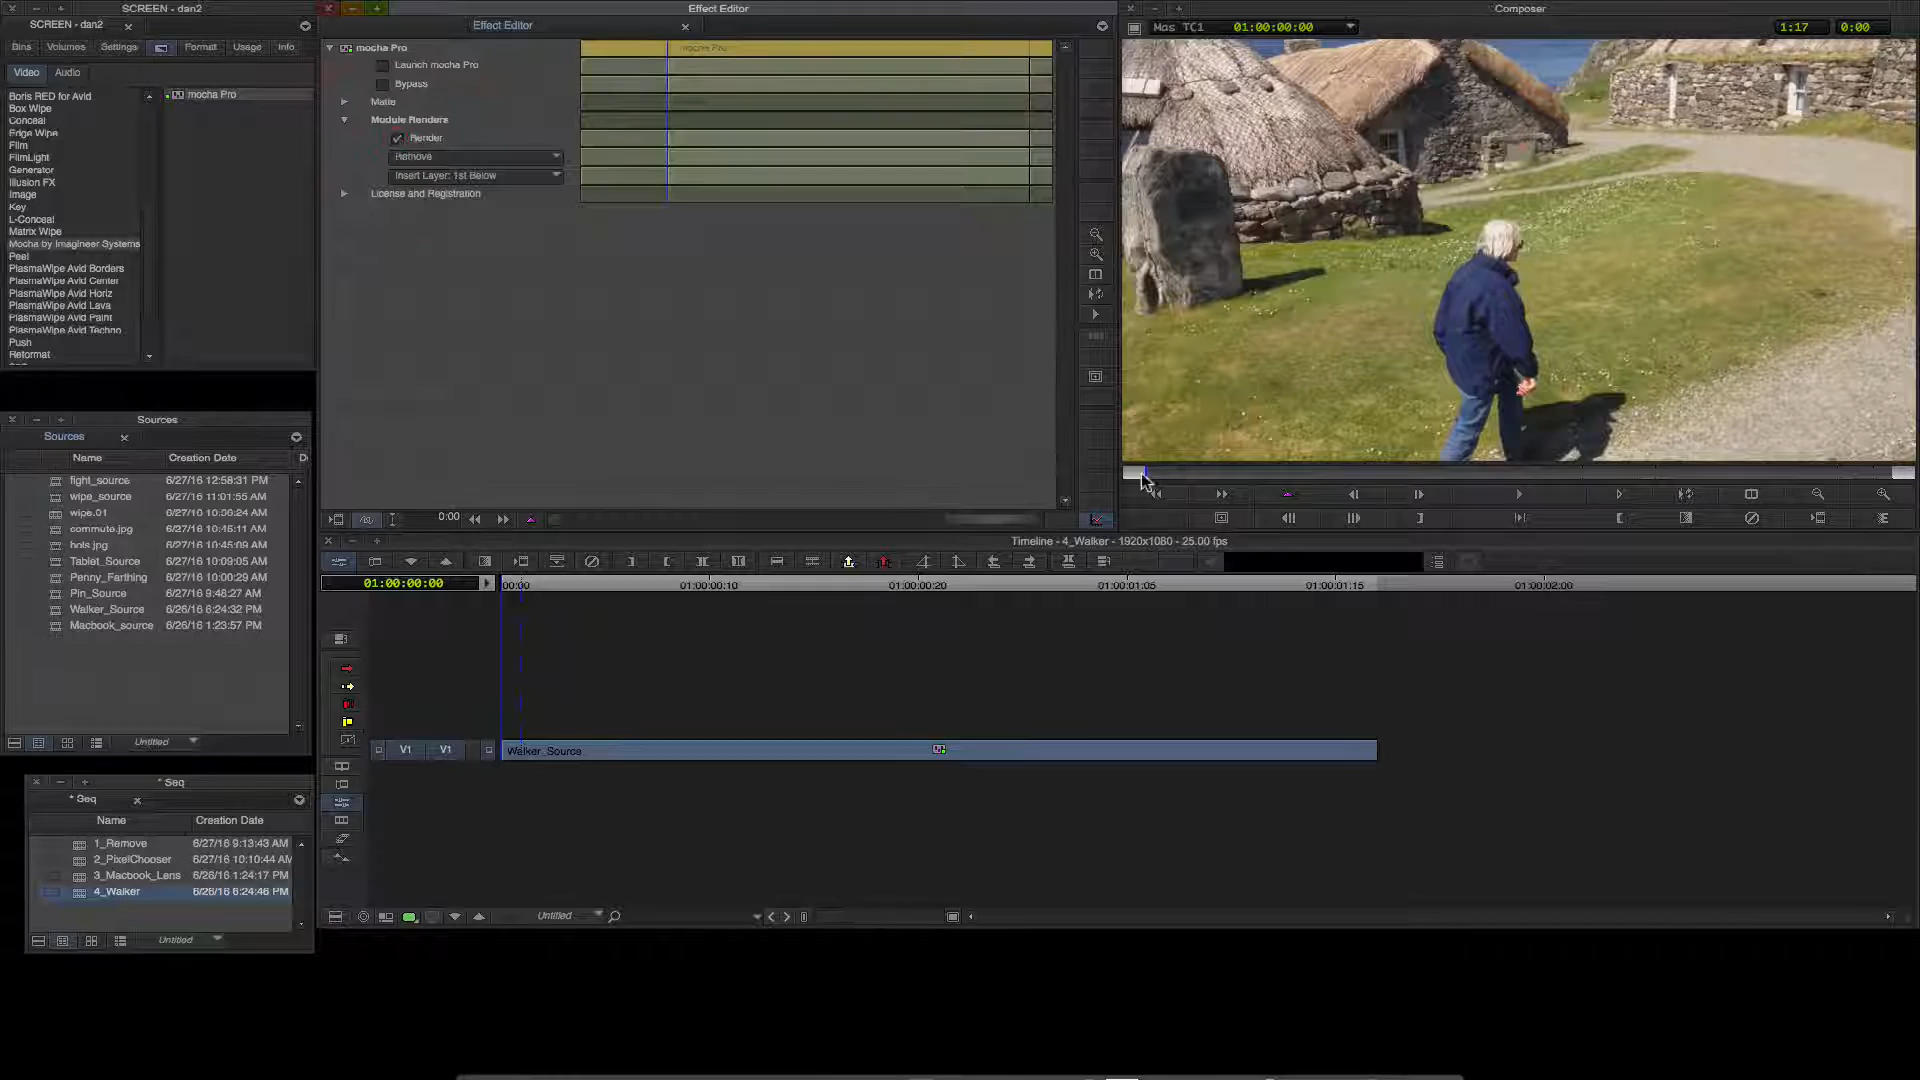 SCREEN - dan2
SCREEN - dan2
Bins Volumes Settings Format Usage Info
Video Audio
Boris RED for Avid
Box Wipe
Conceal
Edge Wipe
Film
FilmLight
Generator
Illusion FX
Image
Key
L-Conceal
Matrix Wipe
Mocha by Imagineer Systems
Peel
PlasmaWipe Avid Borders
PlasmaWipe Avid Center
PlasmaWipe Avid Horiz
PlasmaWipe Avid Lava
PlasmaWipe Avid Paint
PlasmaWipe Avid Techno
Push
Reformat
mocha Pro
Effect Editor
Effect Editor
mocha Pro
mocha Pro
Launch mocha Pro
Bypass
Matte
Module Renders
Render
Remove
Insert Layer: 1st Below
License and Registration
0:00
Composer
Mas TC1 01:00:00:00 1:17 0:00
Sources
Sources
Name Creation Date D
fight_source 6/27/16 12:58:31 PM
wipe_source 6/27/16 11:01:55 AM
wipe.01 6/27/16 10:56:24 AM
commute.jpg 6/27/16 10:45:11 AM
hols.jpg 6/27/16 10:45:09 AM
Tablet_Source 6/27/16 10:09:05 AM
Penny_Farthing 6/27/16 10:00:29 AM
Pin_Source 6/27/16 9:48:27 AM
Walker_Source 6/26/16 6:24:32 PM
Macbook_source 6/26/16 1:23:57 PM
Untitled
* Seq
* Seq
Name Creation Date
1_Remove 6/27/16 9:13:43 AM
2_PixelChooser 6/27/16 10:10:44 AM
3_Macbook_Lens 6/26/16 1:24:17 PM
4_Walker 6/26/16 6:24:46 PM
Untitled
Timeline - 4_Walker - 1920x1080 - 25.00 fps
01:00:00:00
00:00 01:00:00:10 01:00:00:20 01:00:01:05 01:00:01:15 01:00:02:00
V1 V1 Walker_Source
Untitled